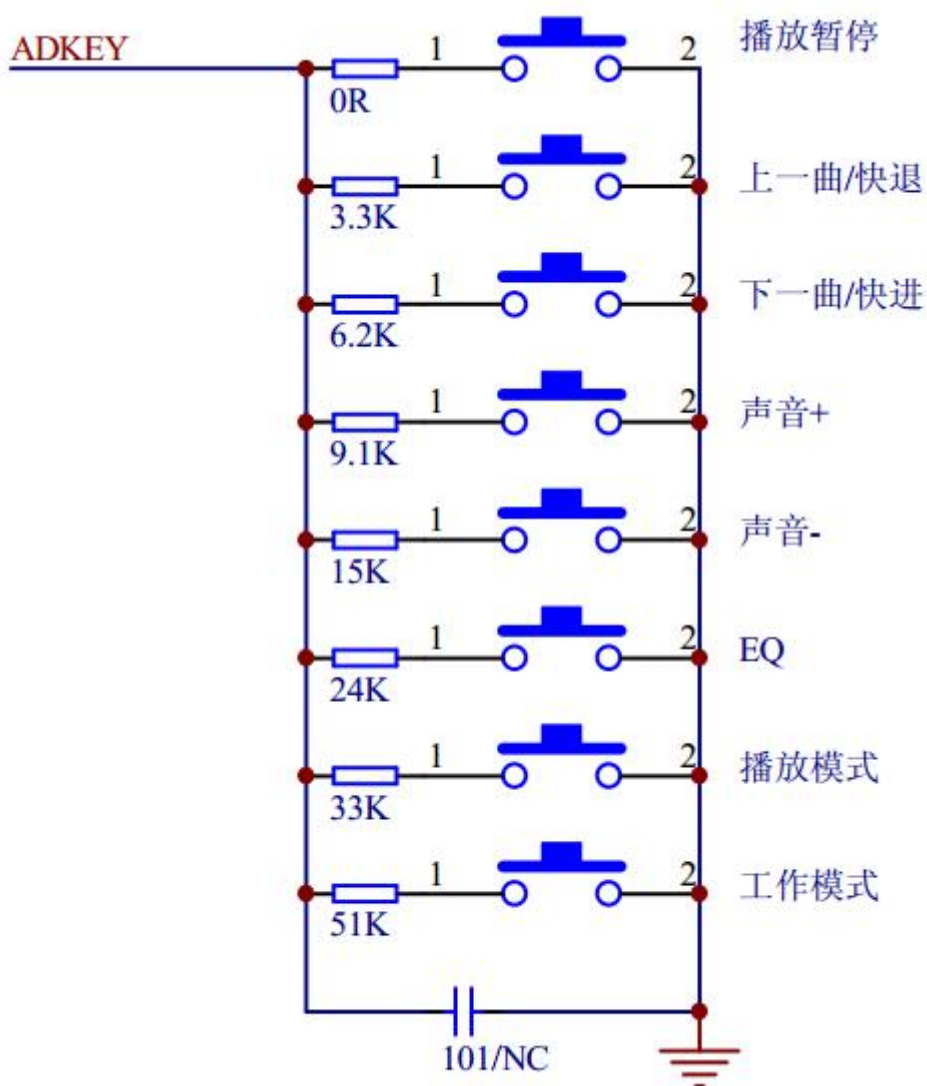 ADKEY
1 2 播放暂停
0R
1 2 上一曲/快退
3.3K
1 2 下一曲/快进
6.2K
1 2 声音+
9.1K
1 2 声音-
15K
1 2 EQ
24K
1 2 播放模式
33K
1 2 工作模式
51K
101/NC